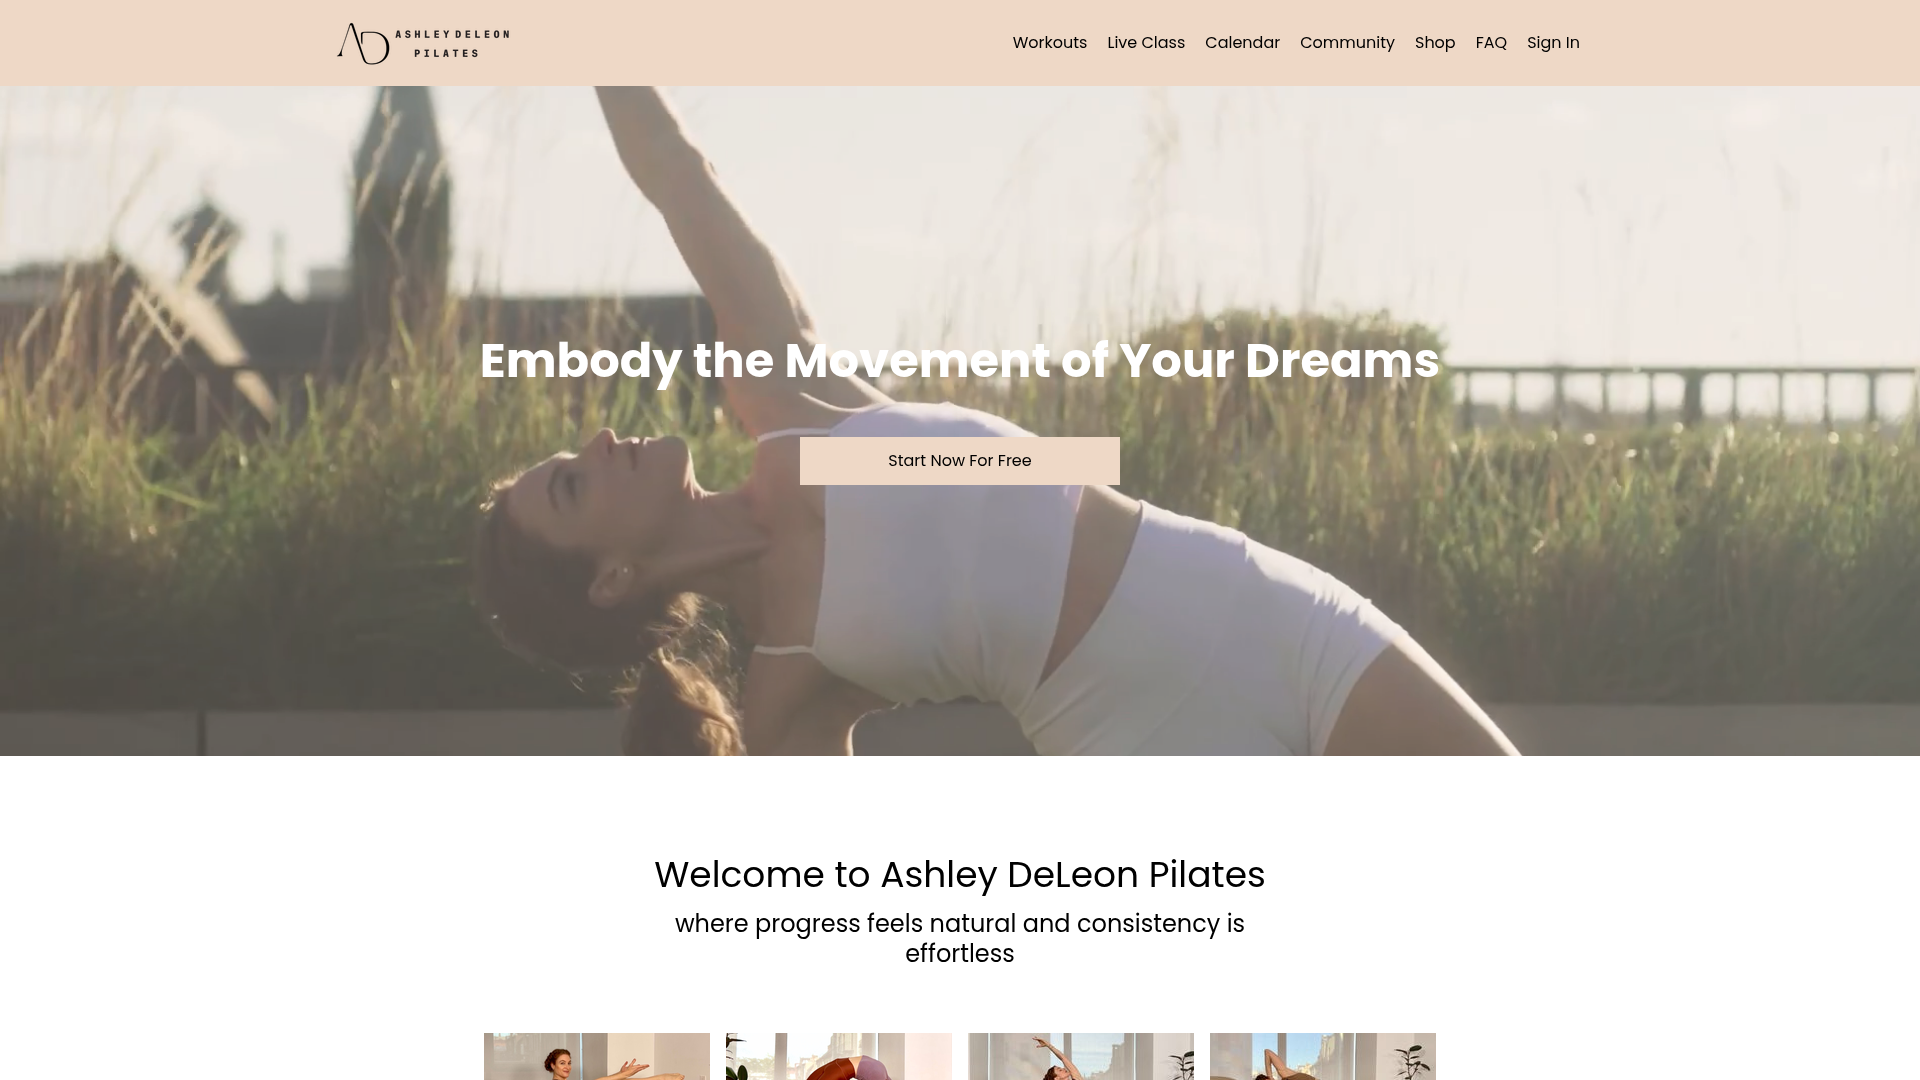 AD ASHLEY DELEON
PILATES
Workouts Live Class Calendar Community Shop FAQ Sign In
Embody the Movement of Your Dreams
Start Now For Free
Welcome to Ashley DeLeon Pilates
where progress feels natural and consistency is
effortless